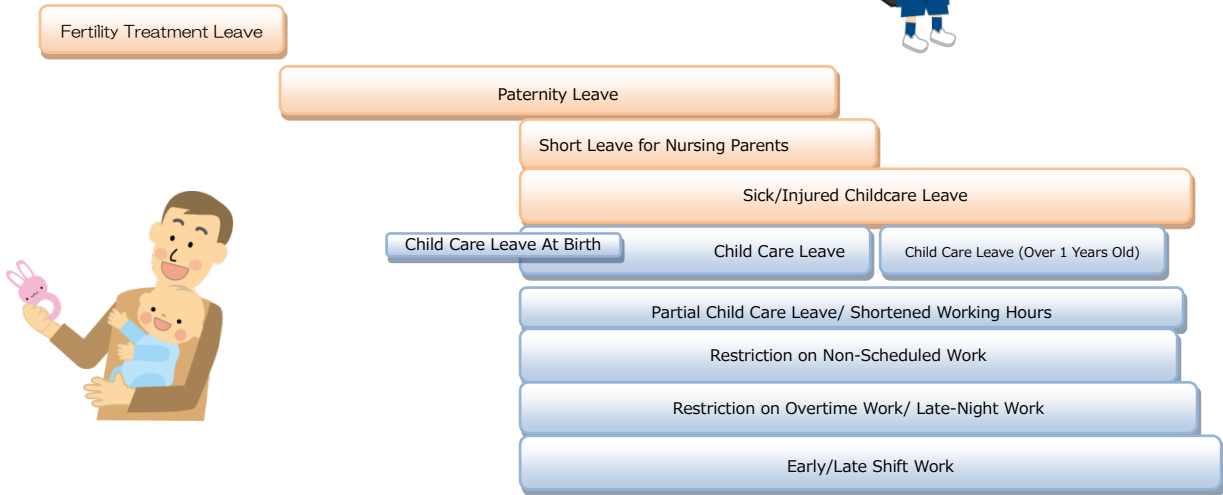 Fertility Treatment Leave
Paternity Leave
Short Leave for Nursing Parents
Sick/Injured Childcare Leave
Child Care Leave At Birth
Child Care Leave
Child Care Leave (Over 1 Years Old)
Partial Child Care Leave/ Shortened Working Hours
Restriction on Non-Scheduled Work
Restriction on Overtime Work/ Late-Night Work
Early/Late Shift Work